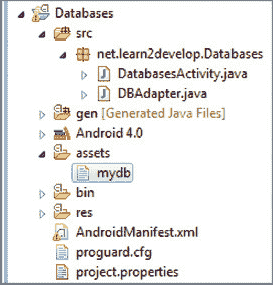 Databases
src
net.learn2develop.Databases
DatabasesActivity.java
DBAdapter.java
gen [Generated Java Files]
Android 4.0
assets
mydb
bin
res
AndroidManifest.xml
proguard.cfg
project.properties